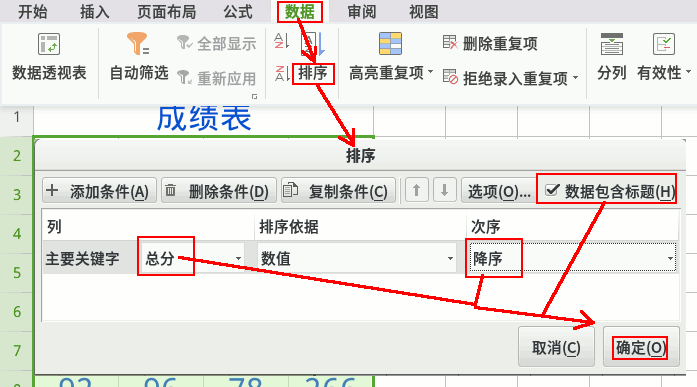 开始 插入 页面布局 公式 数据 审阅 视图
全部显示 删除重复项
数据透视表 自动筛选 重新应用 排序 高亮重复项 拒绝录入重复项 分列 有效性
1 成绩表
2 排序
3 添加条件(A) 删除条件(D) 复制条件(C) 选项(O)... 数据包含标题(H)
4 列 排序依据 次序
5 主要关键字 总分 数值 降序
6
7 取消(C) 确定(O)
8 92 96 78 266